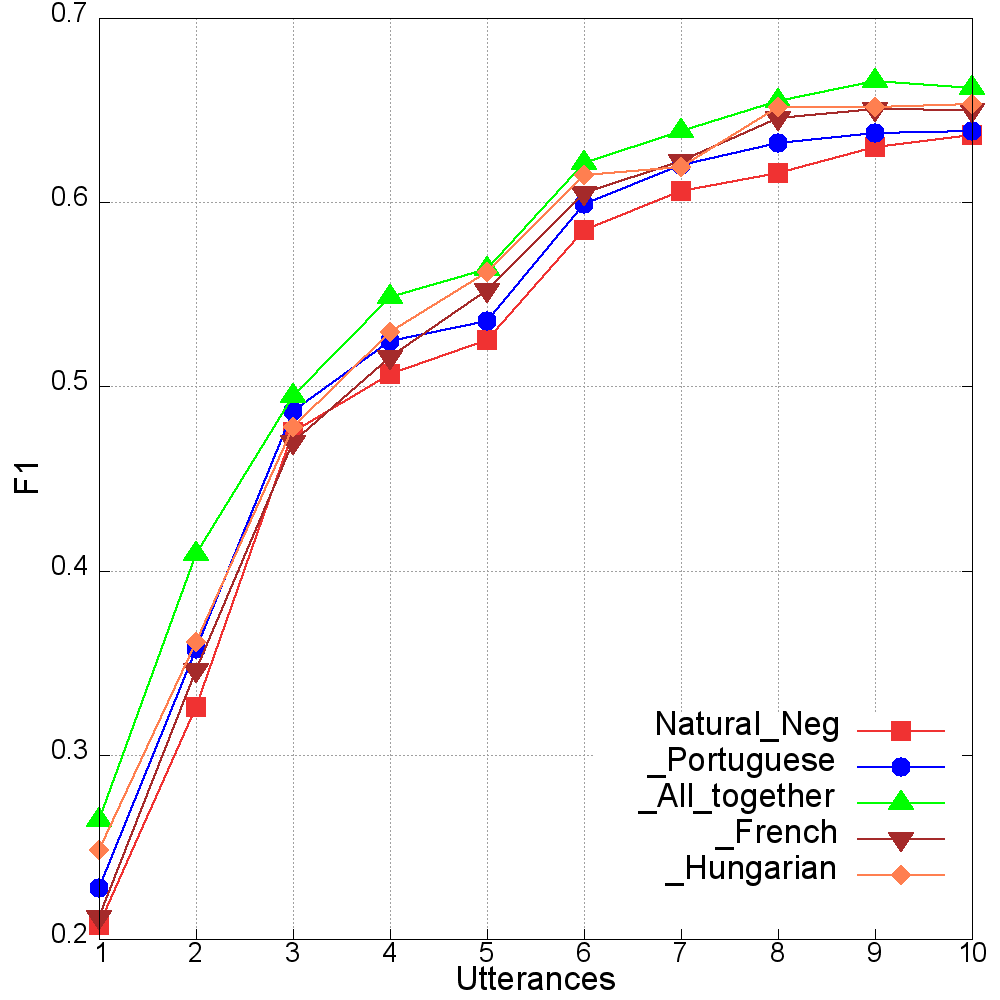 0.7
0.6
0.5
0.4
0.3
0.2
F1
Natural_Neg
_Portuguese
_All_together
_French
_Hungarian
1 2 3 4 5 6 7 8 9 10
Utterances